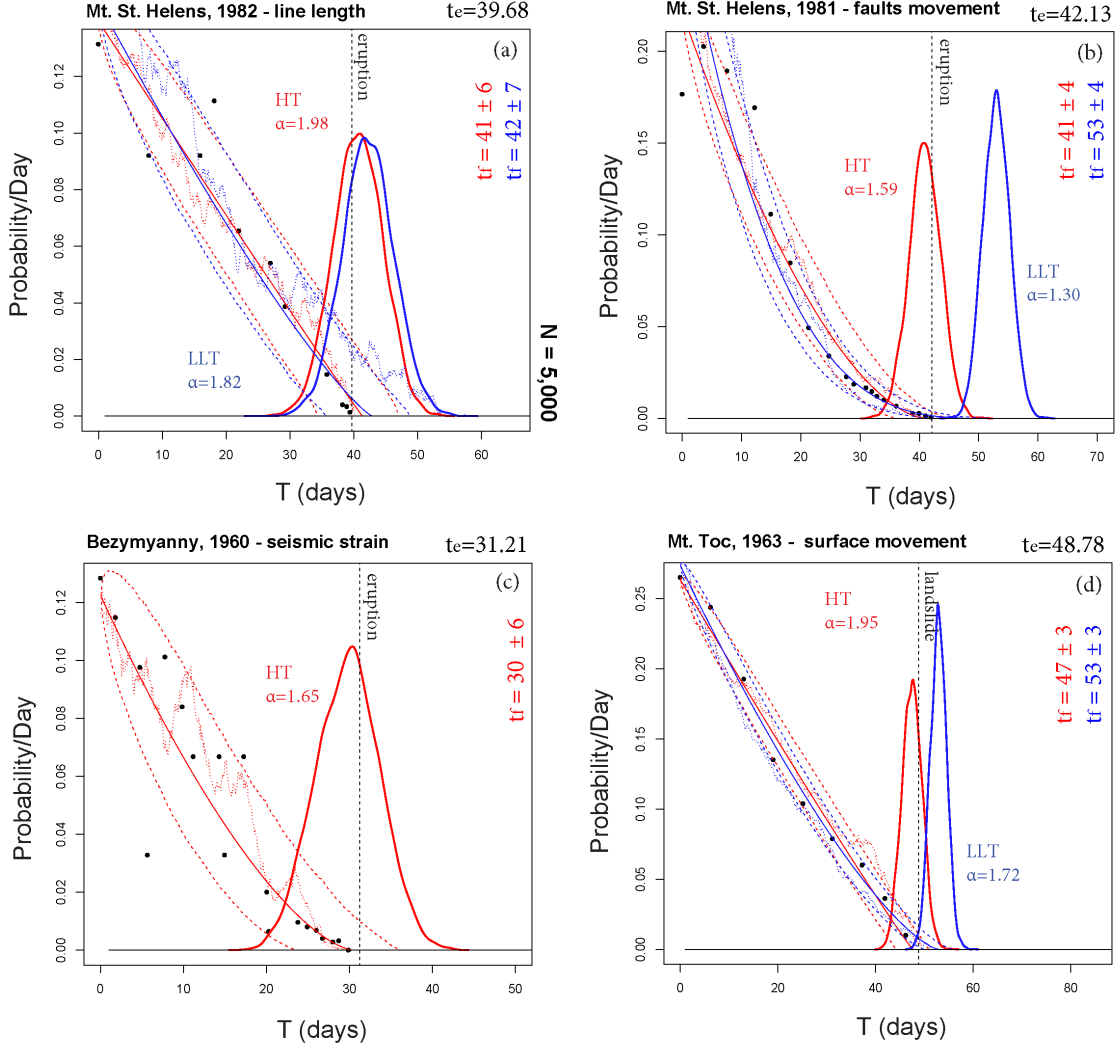 Mt. St. Helens, 1982 - line length
te=39.68
(a)
eruption
HT
α=1.98
LLT
α=1.82
tf = 41 ± 6
tf = 42 ± 7
N = 5,000
Probability/Day
0.00
0.02
0.04
0.06
0.08
0.10
0.12
0 10 20 30 40 50 60
T (days)
Mt. St. Helens, 1981 - faults movement
te=42.13
(b)
eruption
HT
α=1.59
LLT
α=1.30
tf = 41 ± 4
tf = 53 ± 4
Probability/Day
0.00
0.05
0.10
0.15
0.20
0 10 20 30 40 50 60 70
T (days)
Bezymyanny, 1960 - seismic strain
te=31.21
(c)
eruption
HT
α=1.65
tf = 30 ± 6
Probability/Day
0.00
0.02
0.04
0.06
0.08
0.10
0.12
0 10 20 30 40 50
T (days)
Mt. Toc, 1963 - surface movement
te=48.78
(d)
landslide
HT
α=1.95
LLT
α=1.72
tf = 47 ± 3
tf = 53 ± 3
Probability/Day
0.00
0.05
0.10
0.15
0.20
0.25
0 20 40 60 80
T (days)